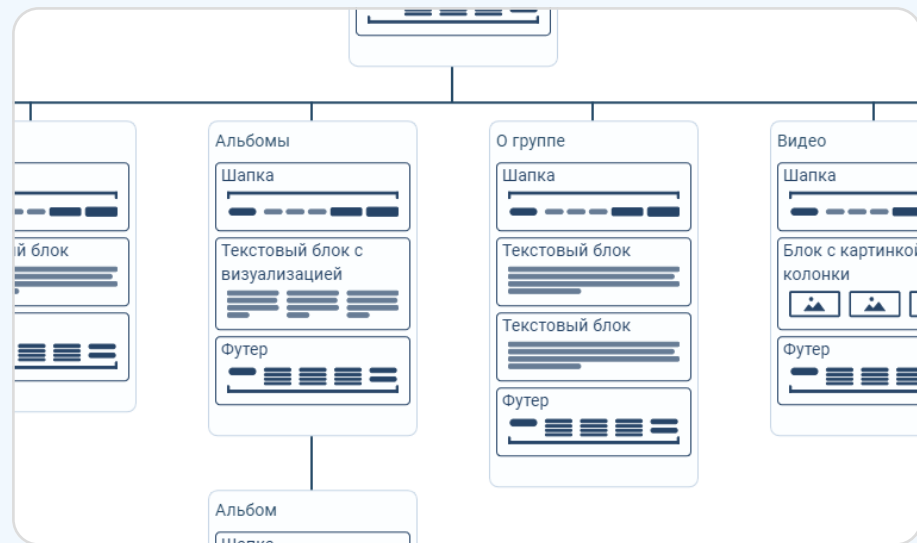 й блок
Альбомы
Шапка
Текстовый блок с
визуализацией
Футер
Альбом
Шапка
О группе
Шапка
Текстовый блок
Текстовый блок
Футер
Видео
Шапка
Блок с картинкой
колонки
Футер